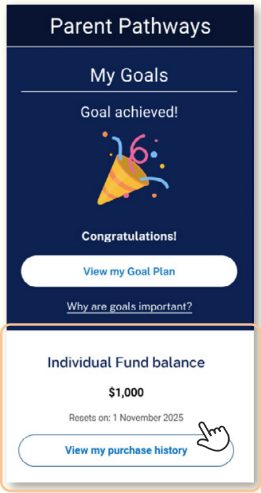 Parent Pathways
My Goals
Goal achieved!
Congratulations!
View my Goal Plan
Why are goals important?
Individual Fund balance
$1,000
Resets on: 1 November 2025
View my purchase history